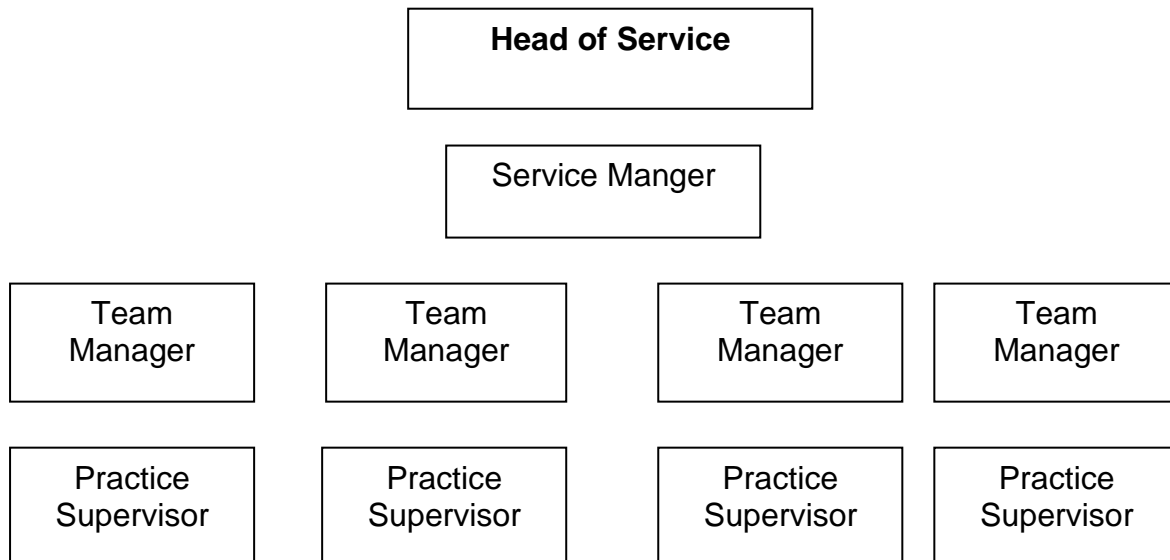 Head of Service
Service Manger
Team
Manager
Team
Manager
Team
Manager
Team
Manager
Practice
Supervisor
Practice
Supervisor
Practice
Supervisor
Practice
Supervisor